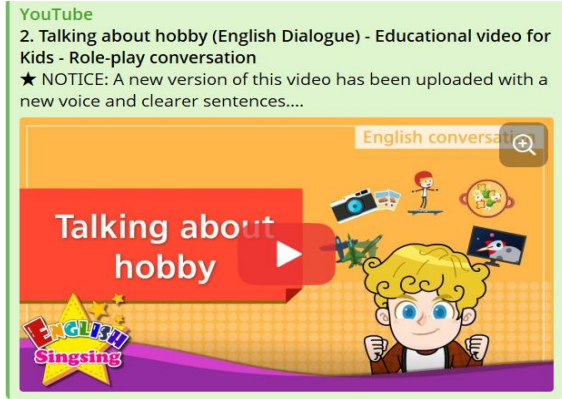 YouTube
2. Talking about hobby (English Dialogue) - Educational video for
Kids - Role-play conversation
★ NOTICE: A new version of this video has been uploaded with a
new voice and clearer sentences....
English conversation
Talking about
hobby
ENGLISH
Singsing